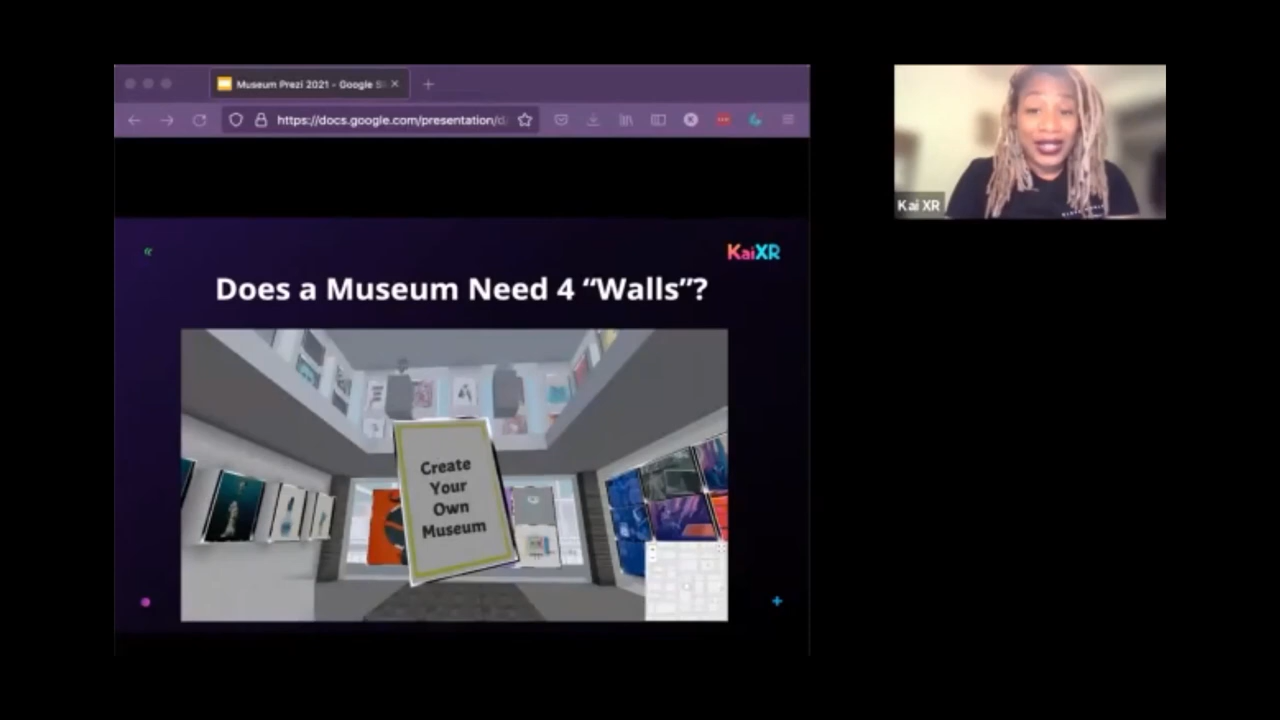 Museum Prezi 2021 - Google Sl
https://docs.google.com/presentation/d/
KaiXR
Does a Museum Need 4 “Walls”?
Create
Your
Own
Museum
Kai XR